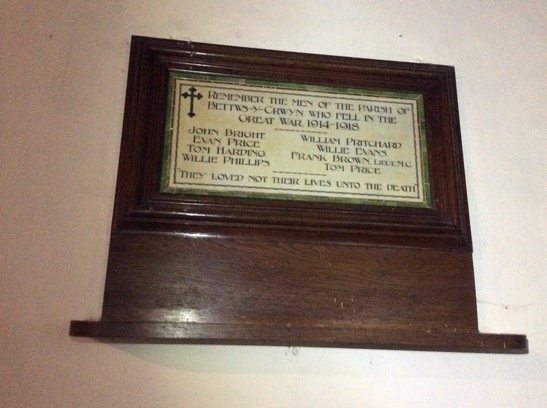 REMEMBER THE MEN OF THE PARISH OF
BETTWS-Y-CRWYN WHO FELL IN THE
GREAT WAR. 1914-1918.
JOHN BRIGHT
EVAN PRICE
TOM HARDING
WILLIE PHILLIPS
WILLIAM PRITCHARD
WILLIE EVANS.
FRANK BROWN, LIEUT. M.C.
TOM PRICE.
"THEY LOVED NOT THEIR LIVES UNTO THE DEATH"